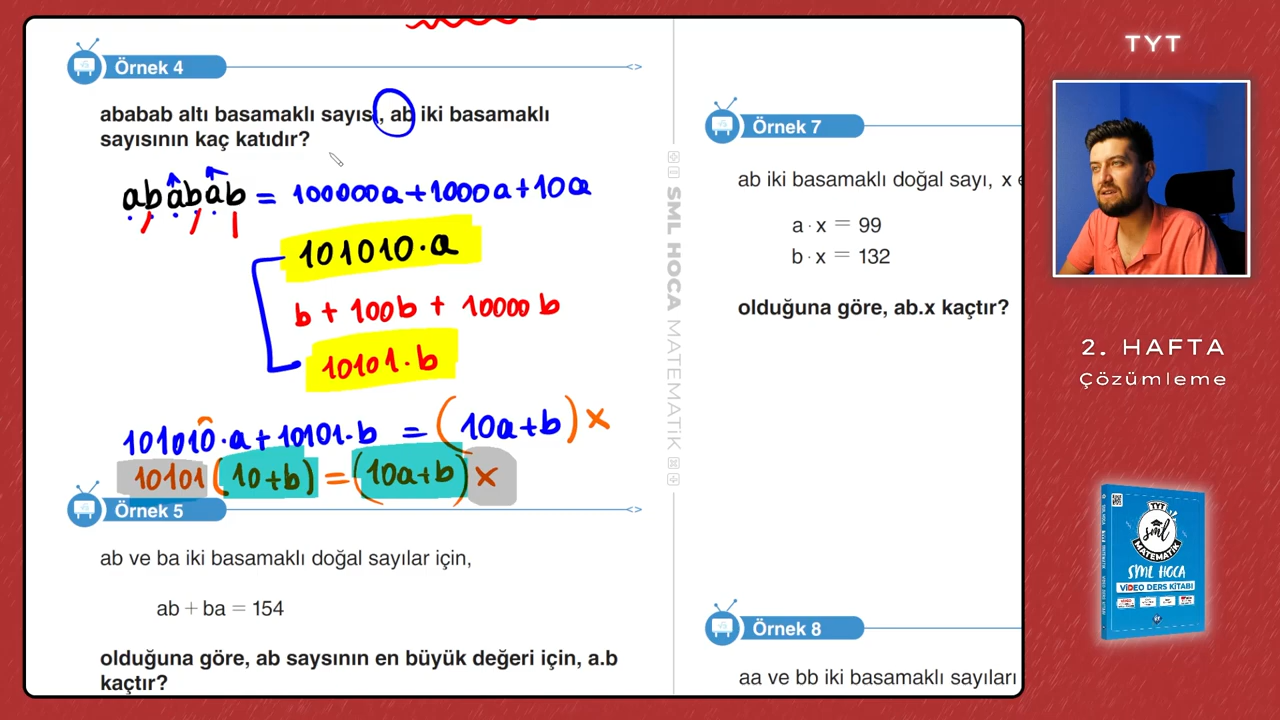 Örnek 4
ababab altı basamaklı sayısı, ab iki basamaklı
sayısının kaç katıdır?
ababab = 100000a+1000a+10a
101010·a
b + 100b + 10000b
10101·b
101010·a+10101·b = (10a+b)x
10101(10+b)=(10a+b)x
Örnek 5
ab ve ba iki basamaklı doğal sayılar için,
ab + ba = 154
olduğuna göre, ab saysının en büyük değeri için, a.b
kaçtır?
SML HOCA MATEMATİK
Örnek 7
ab iki basamaklı doğal sayı, x
a · x = 99
b · x = 132
olduğuna göre, ab.x kaçtır?
Örnek 8
aa ve bb iki basamaklı sayıları
TYT
2. HAFTA
Çözümleme
TYT
sml
MATEMATİK
SML HOCA
VİDEO DERS KİTABI